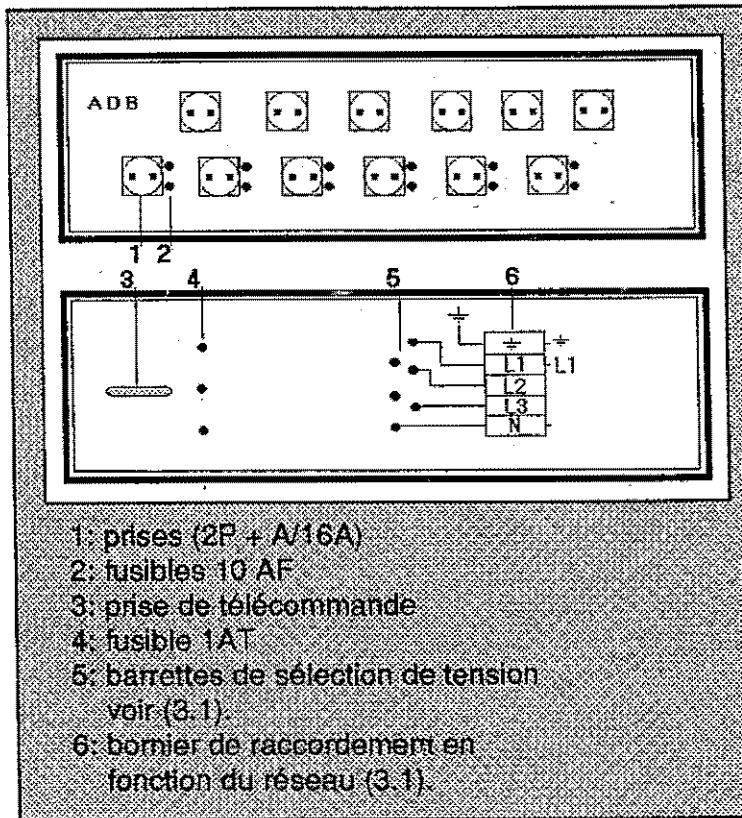 ADB
1 2
3 4 5 6
L1 L1
L2
L3
N
1: prises (2P + A/16A)
2: fusibles 10 AF
3: prise de télécommande
4: fusible 1AT
5: barrettes de sélection de tension
voir (3.1).
6: bornier de raccordement en
fonction du réseau (3.1).